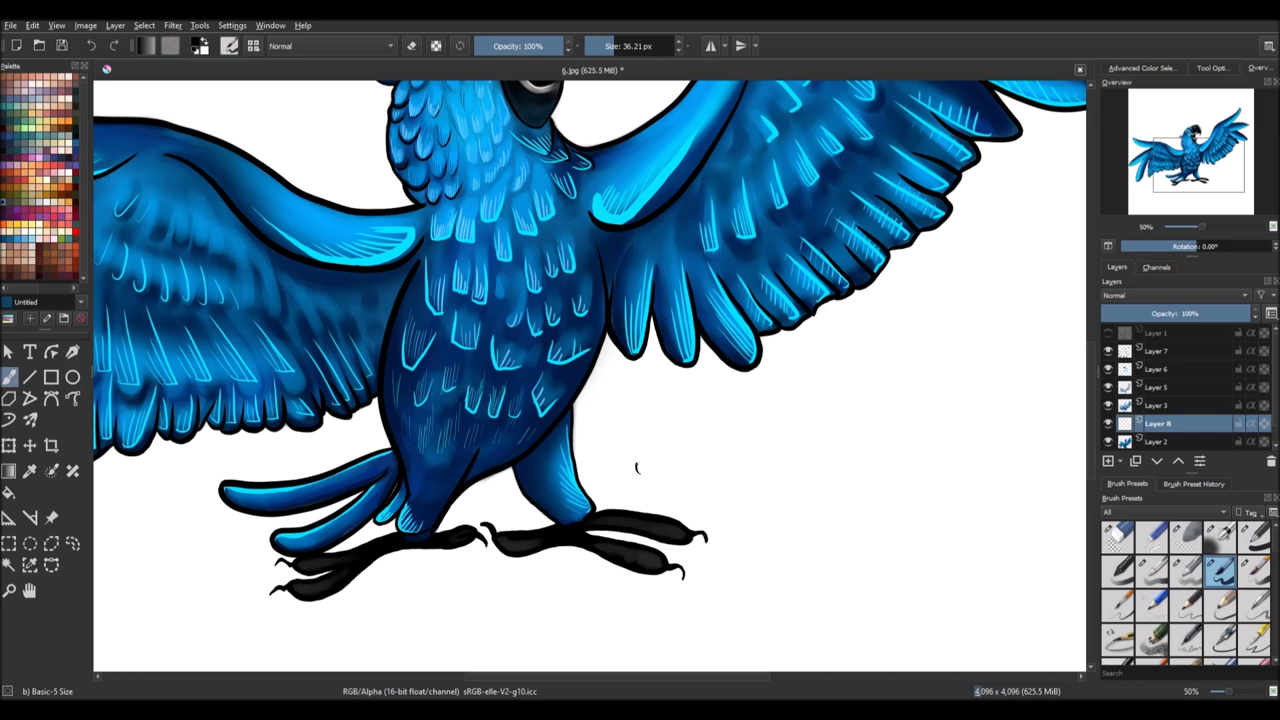 File Edit View Image Layer Select Filter Tools Settings Window Help
Normal Opacity: 100% Size: 36.21 px
Palette 6.jpg (625.5 MiB) * Advanced Color Sele... Tool Opti... Overv...
Overview
50%
Rotation: 0.00°
Layers Channels
Layers
Normal
Untitled
Opacity: 100%
Layer 1
Layer 7
Layer 6
Layer 5
Layer 3
Layer 8
Layer 2
Brush Presets Brush Preset History
Brush Presets
All Tag
Search
b) Basic-5 Size RGB/Alpha (16-bit float/channel) sRGB-elle-V2-g10.icc 4,096 x 4,096 (625.5 MiB) 50%